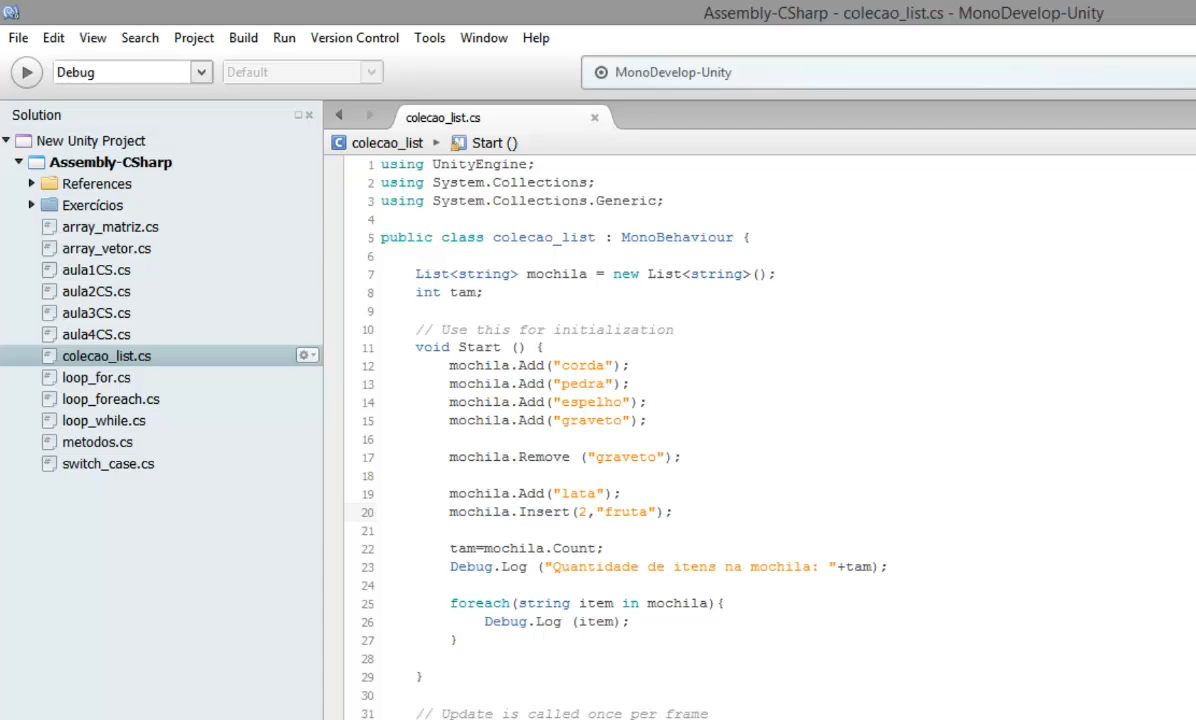 Assembly-CSharp - colecao_list.cs - MonoDevelop-Unity
File Edit View Search Project Build Run Version Control Tools Window Help
Debug Default MonoDevelop-Unity
Solution
New Unity Project
Assembly-CSharp
References
Exercícios
array_matriz.cs
array_vetor.cs
aula1CS.cs
aula2CS.cs
aula3CS.cs
aula4CS.cs
colecao_list.cs
loop_for.cs
loop_foreach.cs
loop_while.cs
metodos.cs
switch_case.cs
colecao_list.cs
colecao_list Start ()
1 using UnityEngine;
2 using System.Collections;
3 using System.Collections.Generic;
4
5 public class colecao_list : MonoBehaviour {
6
7 List<string> mochila = new List<string>();
8 int tam;
9
10 // Use this for initialization
11 void Start () {
12 mochila.Add("corda");
13 mochila.Add("pedra");
14 mochila.Add("espelho");
15 mochila.Add("graveto");
16
17 mochila.Remove ("graveto");
18
19 mochila.Add("lata");
20 mochila.Insert(2,"fruta");
21
22 tam=mochila.Count;
23 Debug.Log ("Quantidade de itens na mochila: "+tam);
24
25 foreach(string item in mochila){
26 Debug.Log (item);
27 }
28
29 }
30
31 // Update is called once per frame